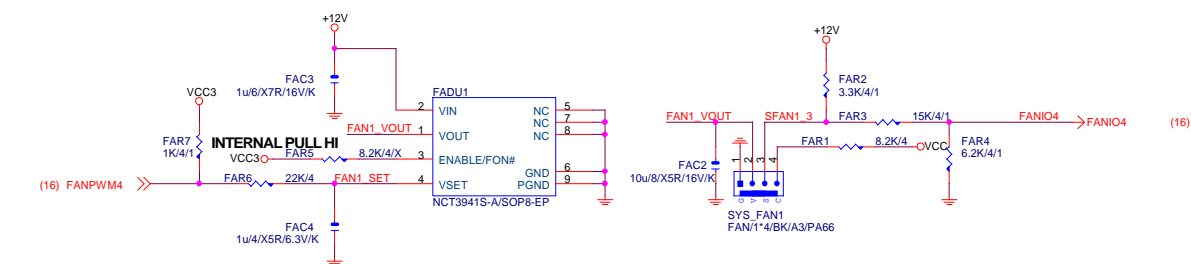 +12V
FAC3
1u/6/X7R/16V/K
VCC3
FAR7
1K/4/1
INTERNAL PULL HI
VCC3
FAR5
8.2K/4/X
(16) FANPWM4
FAR6
22K/4
FAN1_SET
FAC4
1u/4/X5R/6.3V/K
FAN1_VOUT
FADU1
2 VIN
1 VOUT
3 ENABLE/FON#
4 VSET
NC 5
NC 7
NC 8
GND 6
PGND 9
NCT3941S-A/SOP8-EP
+12V
FAR2
3.3K/4/1
FAN1_VOUT
SFAN1_3
FAR3
15K/4/1
FANIO4
FANIO4
(16)
FAR1
8.2K/4
VCC
FAR4
6.2K/4/1
FAC2
10u/8/X5R/16V/K
1 2 3 4
G V S C
SYS_FAN1
FAN/1*4/BK/A3/PA66